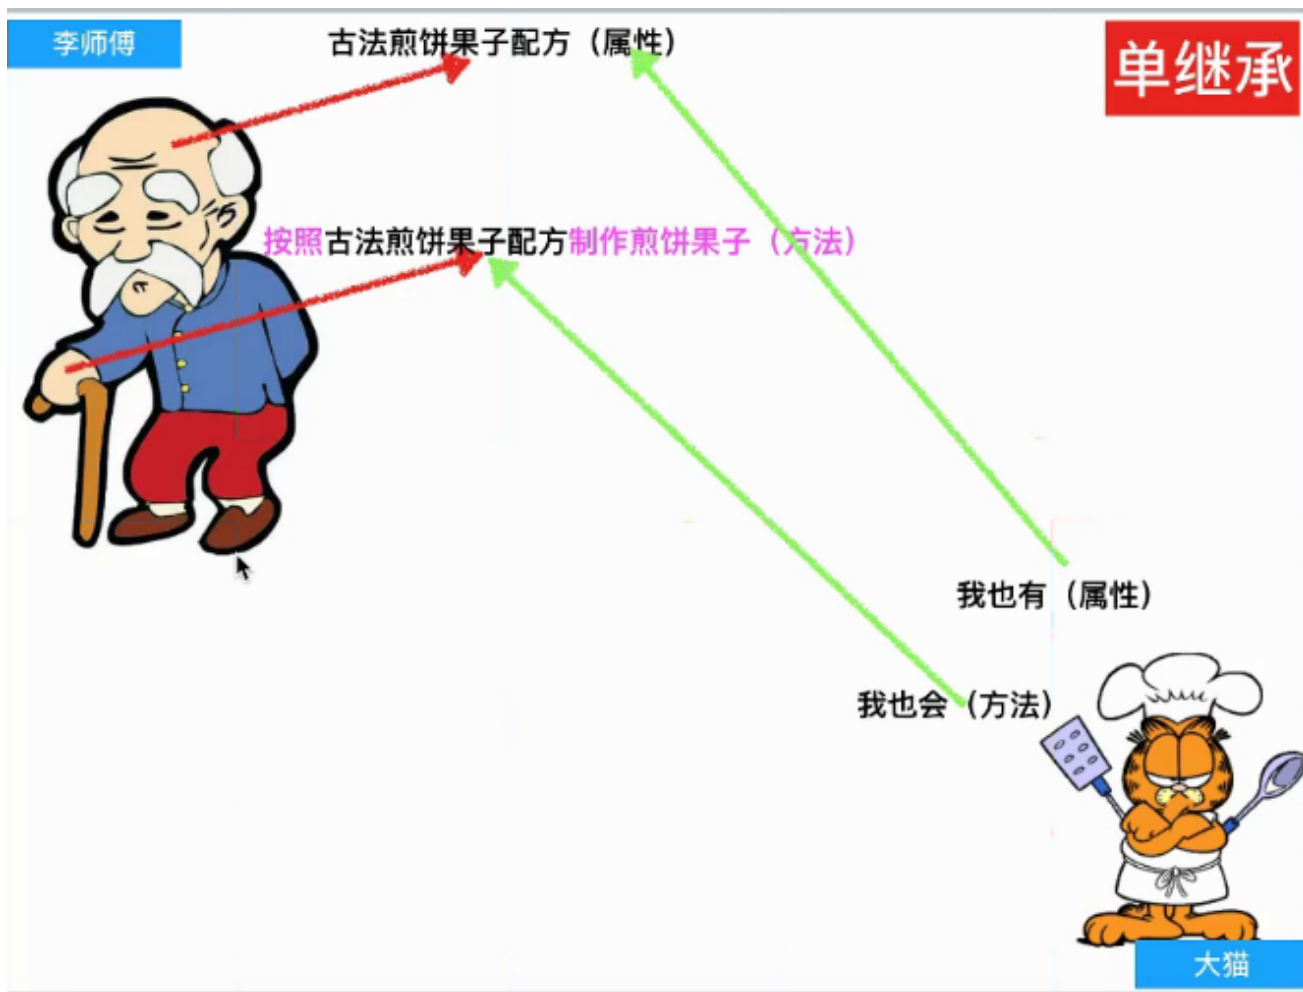 李师傅
古法煎饼果子配方（属性）
单继承
按照古法煎饼果子配方制作煎饼果子（方法）
我也有（属性）
我也会（方法）
大猫